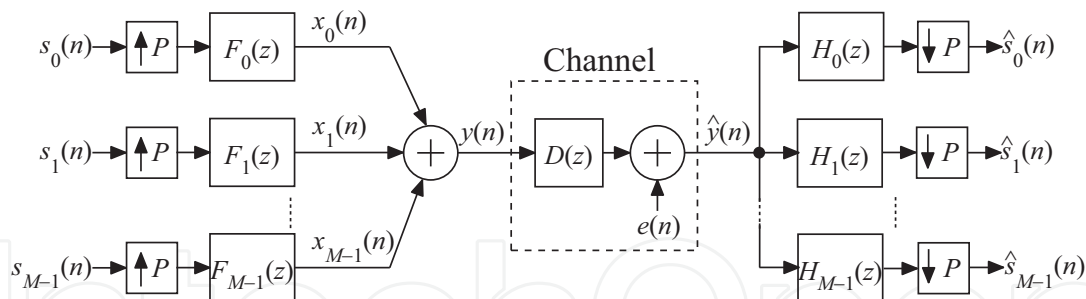 s_0(n) ↑P F_0(z) x_0(n)
Channel
H_0(z) ↓P ŝ_0(n)
s_1(n) ↑P F_1(z) x_1(n) + y(n) D(z) + ŷ(n) H_1(z) ↓P ŝ_1(n)
e(n)
s_{M-1}(n) ↑P F_{M-1}(z) x_{M-1}(n)
H_{M-1}(z) ↓P ŝ_{M-1}(n)